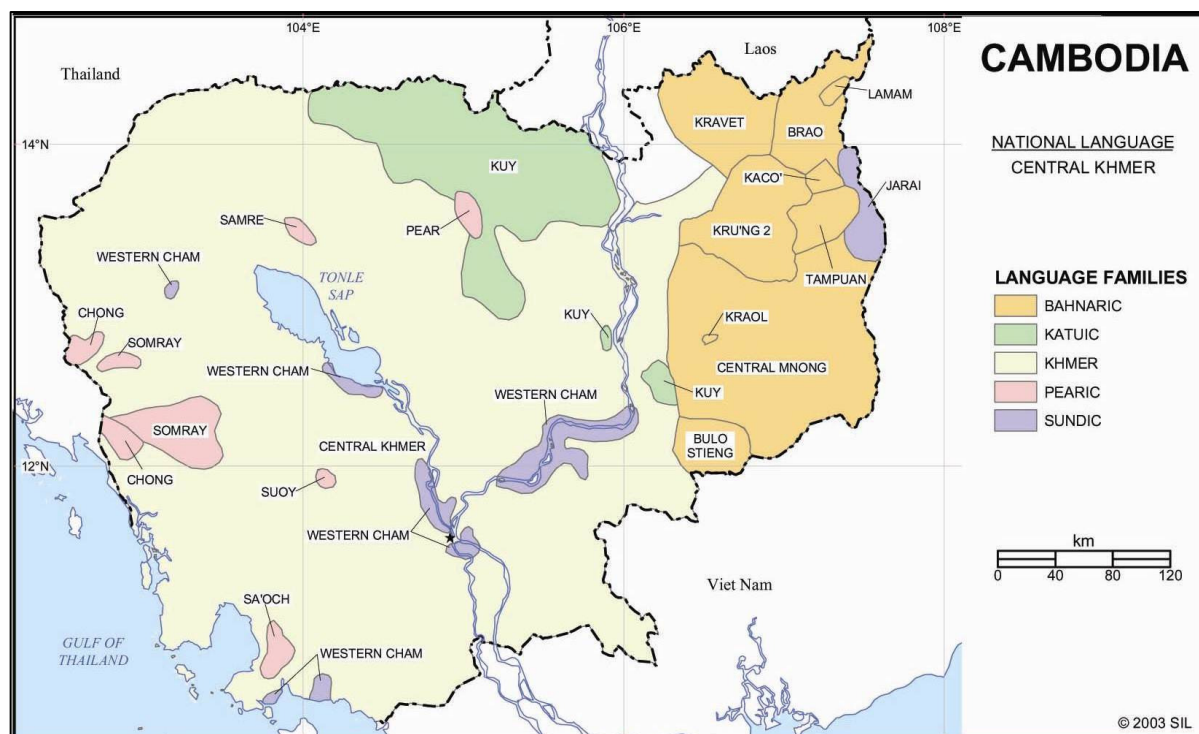 104°E
106°E
108°E
Thailand
Laos
CAMBODIA
LAMAM
KRAVET
BRAO
14°N
NATIONAL LANGUAGE
CENTRAL KHMER
KUY
KACO'
JARAI
SAMRE
PEAR
KRU'NG 2
WESTERN CHAM
TONLE
SAP
TAMPUAN
LANGUAGE FAMILIES
BAHNARIC
KATUIC
KHMER
PEARIC
SUNDIC
CHONG
KUY
KRAOL
SOMRAY
WESTERN CHAM
CENTRAL MNONG
WESTERN CHAM
KUY
SOMRAY
CENTRAL KHMER
BULO
STIENG
12°N
CHONG
SUOY
WESTERN CHAM
km
0 40 80 120
Viet Nam
SA'OCH
GULF OF
THAILAND
WESTERN CHAM
© 2003 SIL